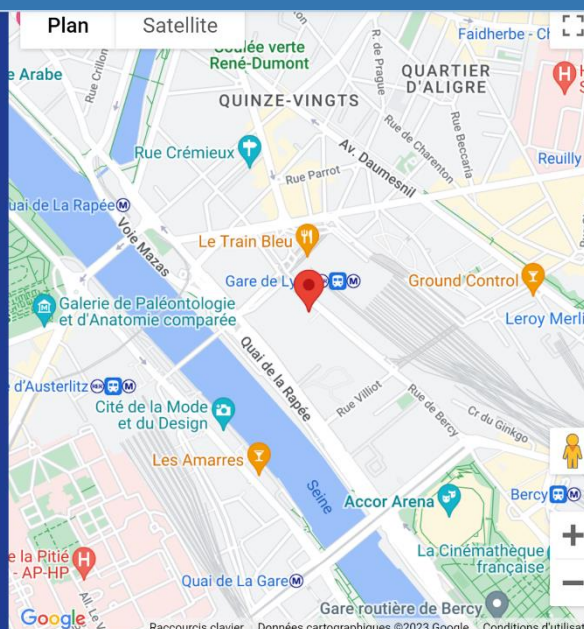 Plan
Satellite
Coulée verte
René-Dumont
Faidherbe - Ch
e Arabe
Rue Crillon
R. de Prague
QUARTIER
D'ALIGRE
H
QUINZE-VINGTS
Rue Crémieux
Rue de Charenton
Rue Beccaria
Av. Daumesnil
Reuilly
Rue Parrot
uai de La Rapée M
Voie Mazas
Le Train Bleu
Gare de Ly
M
Ground Control
Galerie de Paléontologie
et d'Anatomie comparée
Leroy Merli
Quai de la Rapée
d'Austerlitz RER M
Rue Villiot
Rue de Bercy
Cr du Ginkgo
Cité de la Mode
et du Design
Les Amarres
Seine
Accor Arena
Bercy M
+
e la Pitié
- AP-HP
H
La Cinémathèque
française
−
Quai de La Gare M
All. Le V
Gare routière de Bercy
Google
Raccourcis clavier
Données cartographiques ©2023 Google
Conditions d'utilisat